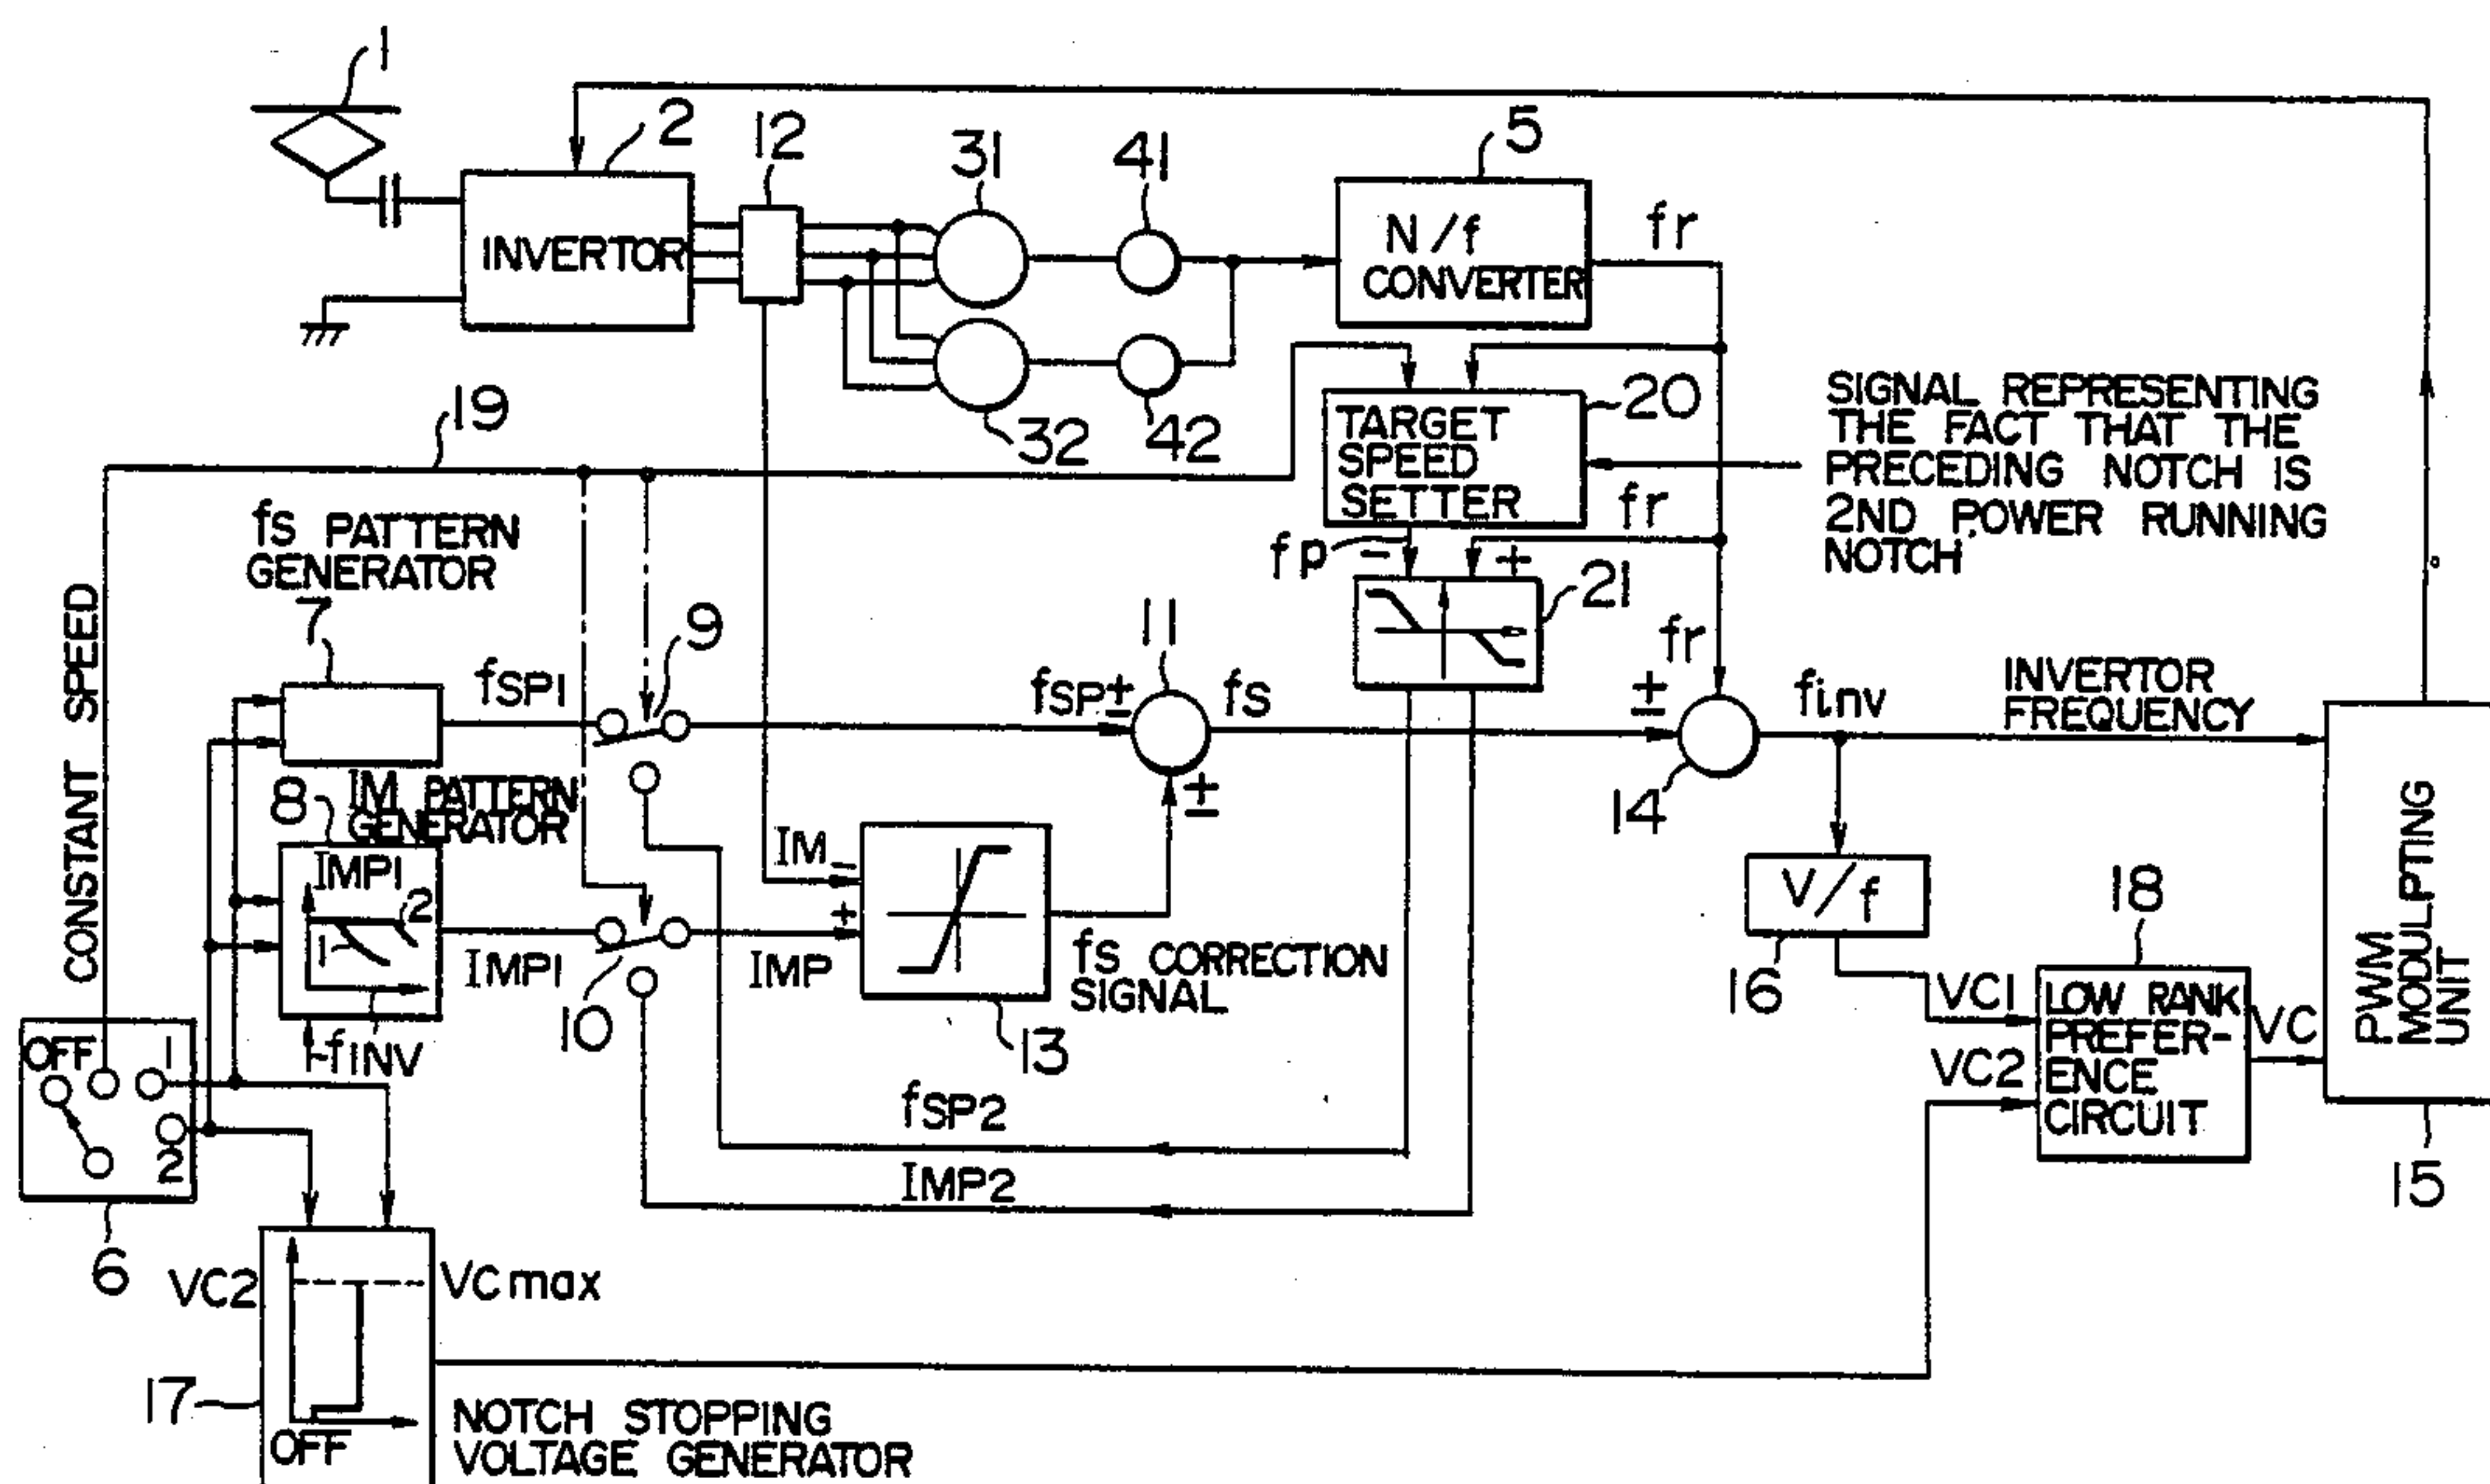 1
2
12
31
41
5
INVERTOR
N/f
CONVERTER
fr
32
42
19
20
TARGET
SPEED
SETTER
SIGNAL REPRESENTING
THE FACT THAT THE
PRECEDING NOTCH IS
2ND POWER RUNNING
NOTCH
fr
fp
-
+
21
CONSTANT SPEED
fS PATTERN
GENERATOR
7
fSP1
9
fSP±
11
fS
±
fr
±
14
finv
INVERTOR
FREQUENCY
8
IM PATTERN
GENERATOR
IMP1
1
2
fINV
IMP1
10
IM
-
+
IMP
13
fS CORRECTION
SIGNAL
V/f
16
VC1
VC2
18
LOW RANK
PREFER-
ENCE
CIRCUIT
VC
PWM
MODULPTING
UNIT
15
OFF
1
2
6
fSP2
IMP2
VC2
VCmax
17
OFF
NOTCH STOPPING
VOLTAGE GENERATOR